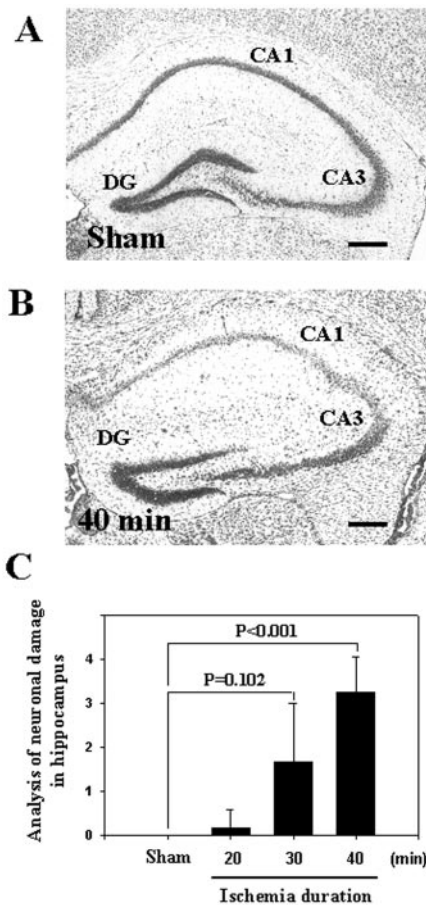 A
CA1
DG
CA3
Sham
B
CA1
CA3
DG
40 min
C
Analysis of neuronal damage
in hippocampus
P<0.001
P=0.102
4
3
2
1
0
Sham 20 30 40 (min)
Ischemia duration